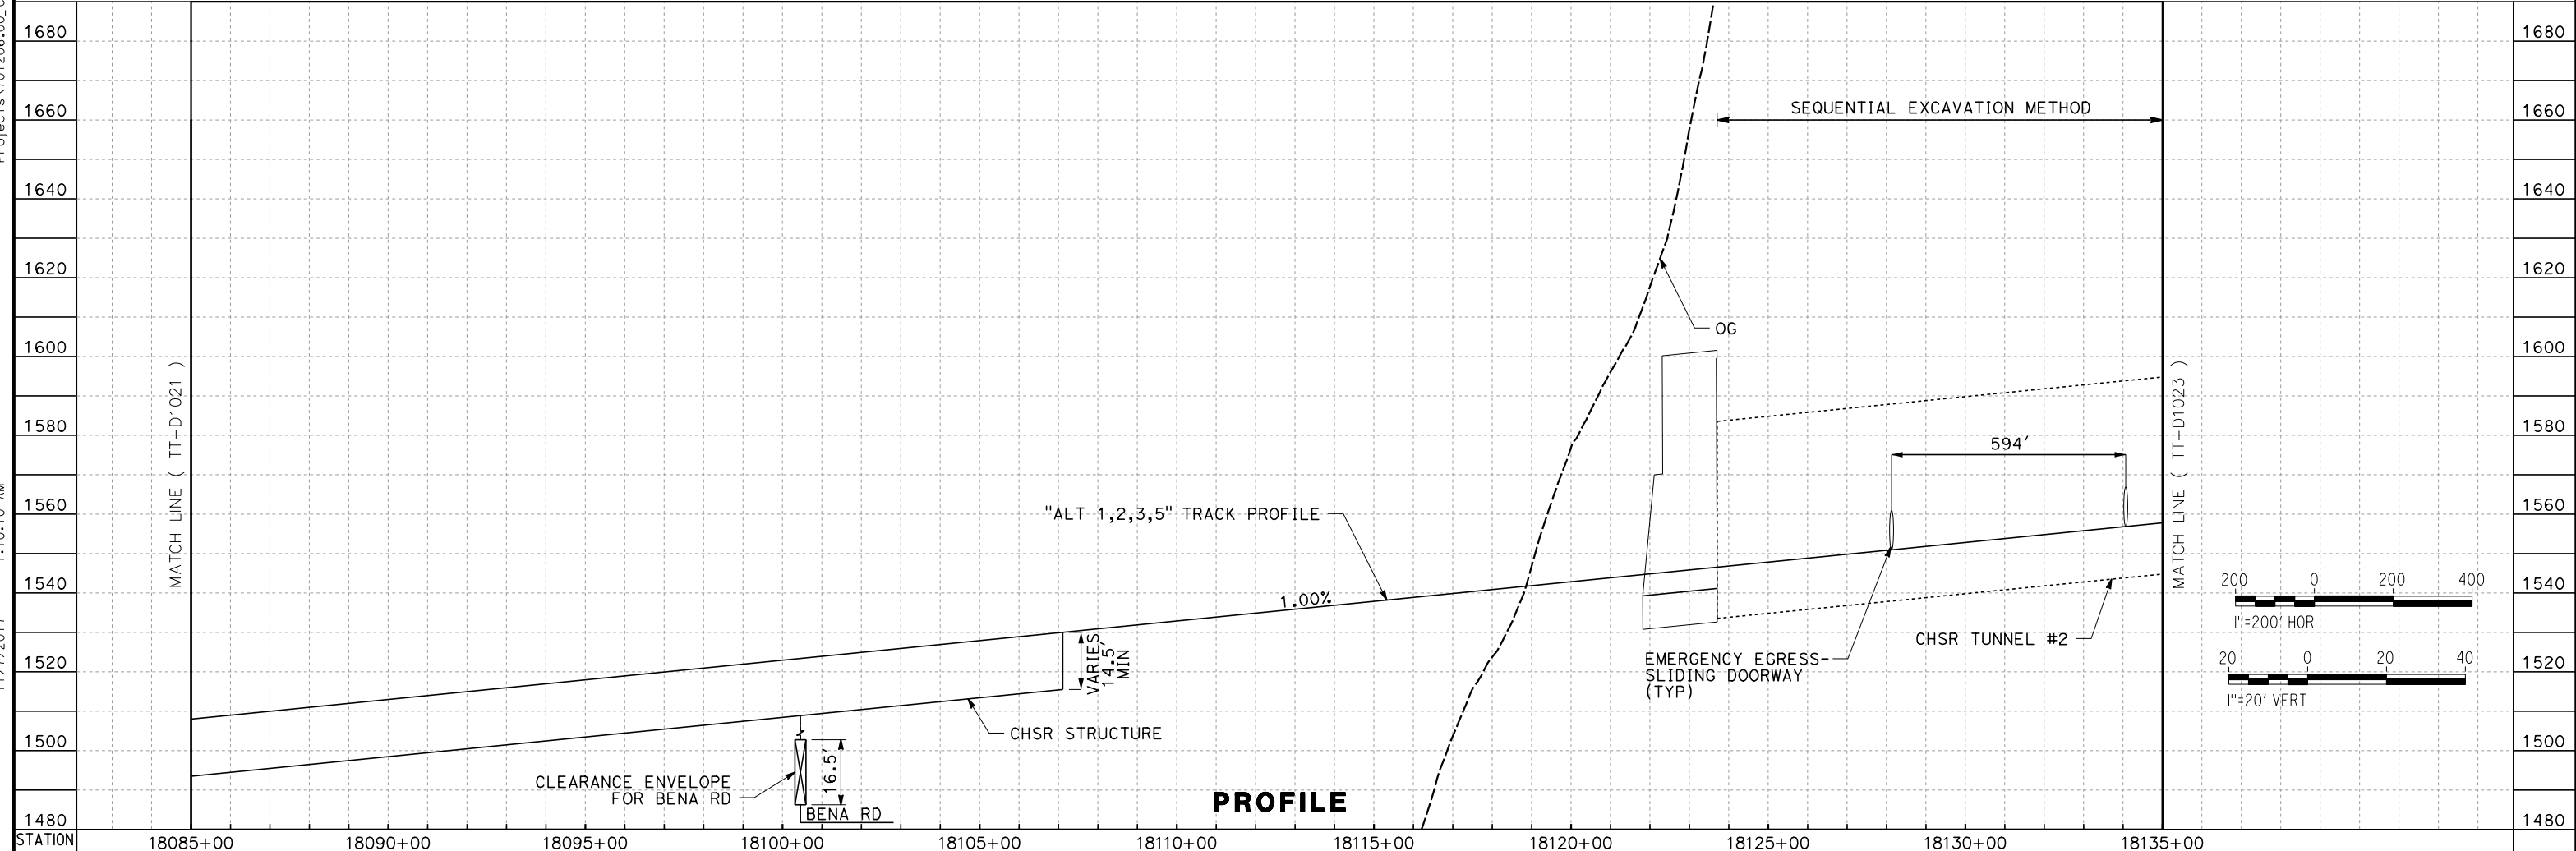 1680
1660
1640
1620
1600
1580
1560
1540
1520
1500
1480
STATION
MATCH LINE ( TT-D1021 )
"ALT 1,2,3,5" TRACK PROFILE
1.00%
VARIES
14.5'
MIN
CHSR STRUCTURE
CLEARANCE ENVELOPE
FOR BENA RD
16.5'
BENA RD
PROFILE
OG
SEQUENTIAL EXCAVATION METHOD
594'
EMERGENCY EGRESS-
SLIDING DOORWAY
(TYP)
CHSR TUNNEL #2
MATCH LINE ( TT-D1023 )
200 0 200 400
1"=200' HOR
20 0 20 40
1"=20' VERT
1680
1660
1640
1620
1600
1580
1560
1540
1520
1500
1480
18085+00 18090+00 18095+00 18100+00 18105+00 18110+00 18115+00 18120+00 18125+00 18130+00 18135+00